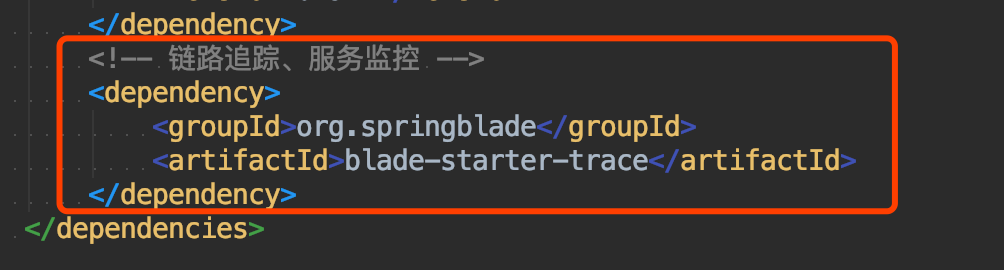 </dependency>
<!-- 链路追踪、服务监控 -->
<dependency>
<groupId>org.springblade</groupId>
<artifactId>blade-starter-trace</artifactId>
</dependency>
</dependencies>